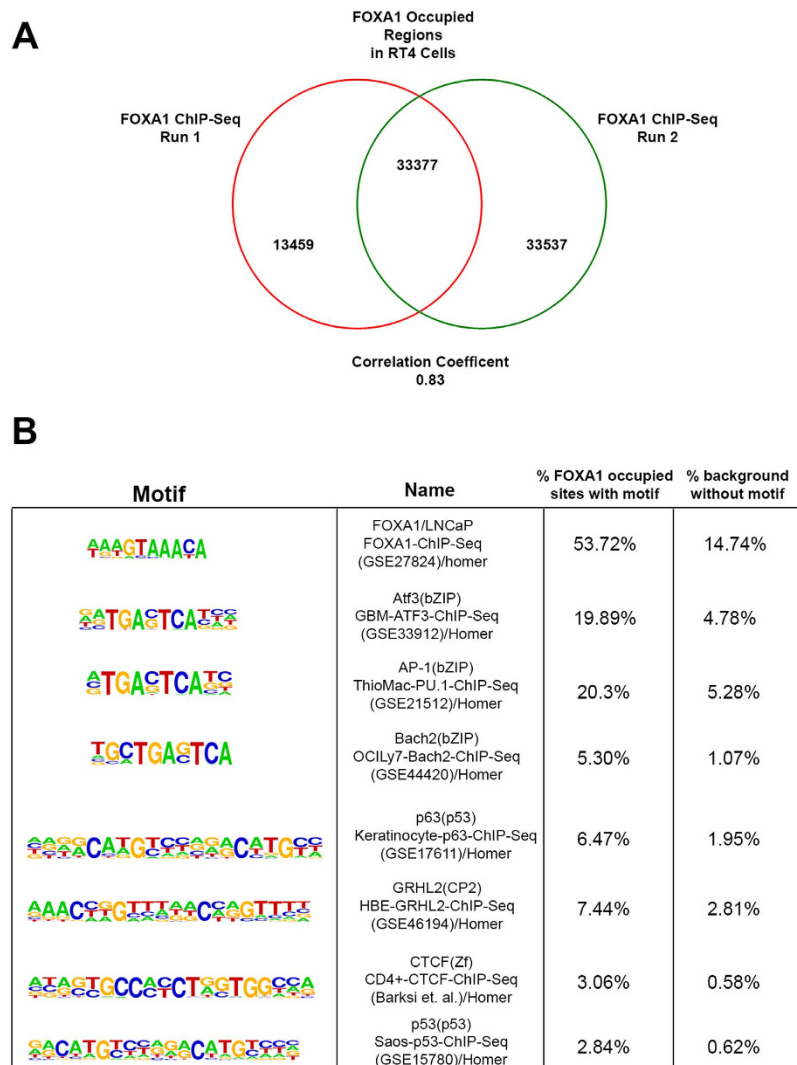 A
FOXA1 Occupied
Regions
in RT4 Cells
FOXA1 ChIP-Seq
Run 1
FOXA1 ChIP-Seq
Run 2
33377
13459
33537
Correlation Coefficent
0.83
B
Motif
Name
% FOXA1 occupied
sites with motif
% background
without motif
FOXA1/LNCaP
FOXA1-ChIP-Seq
(GSE27824)/homer
53.72%
14.74%
Atf3(bZIP)
GBM-ATF3-ChIP-Seq
(GSE33912)/Homer
19.89%
4.78%
AP-1(bZIP)
ThioMac-PU.1-ChIP-Seq
(GSE21512)/Homer
20.3%
5.28%
Bach2(bZIP)
OCILy7-Bach2-ChIP-Seq
(GSE44420)/Homer
5.30%
1.07%
p63(p53)
Keratinocyte-p63-ChIP-Seq
(GSE17611)/Homer
6.47%
1.95%
GRHL2(CP2)
HBE-GRHL2-ChIP-Seq
(GSE46194)/Homer
7.44%
2.81%
CTCF(Zf)
CD4+-CTCF-ChIP-Seq
(Barksi et. al.)/Homer
3.06%
0.58%
p53(p53)
Saos-p53-ChIP-Seq
(GSE15780)/Homer
2.84%
0.62%